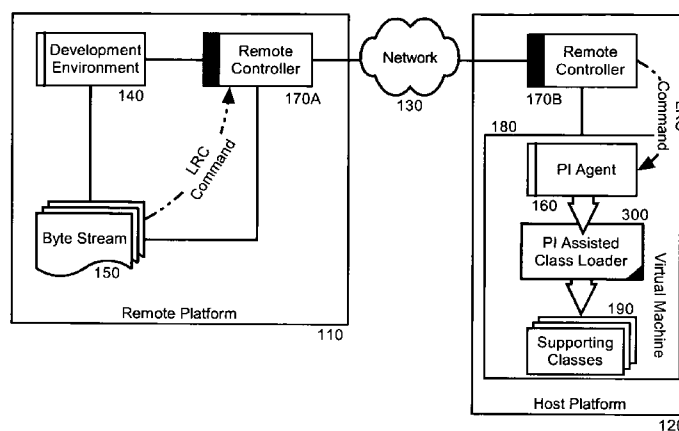 Development
Environment
140
Remote
Controller
170A
Network
130
Remote
Controller
170B
LRC
Command
180
Command
PI Agent
160
300
PI Assisted
Class Loader
Byte Stream
150
190
Supporting
Classes
Virtual Machine
Remote Platform
110
Host Platform
120